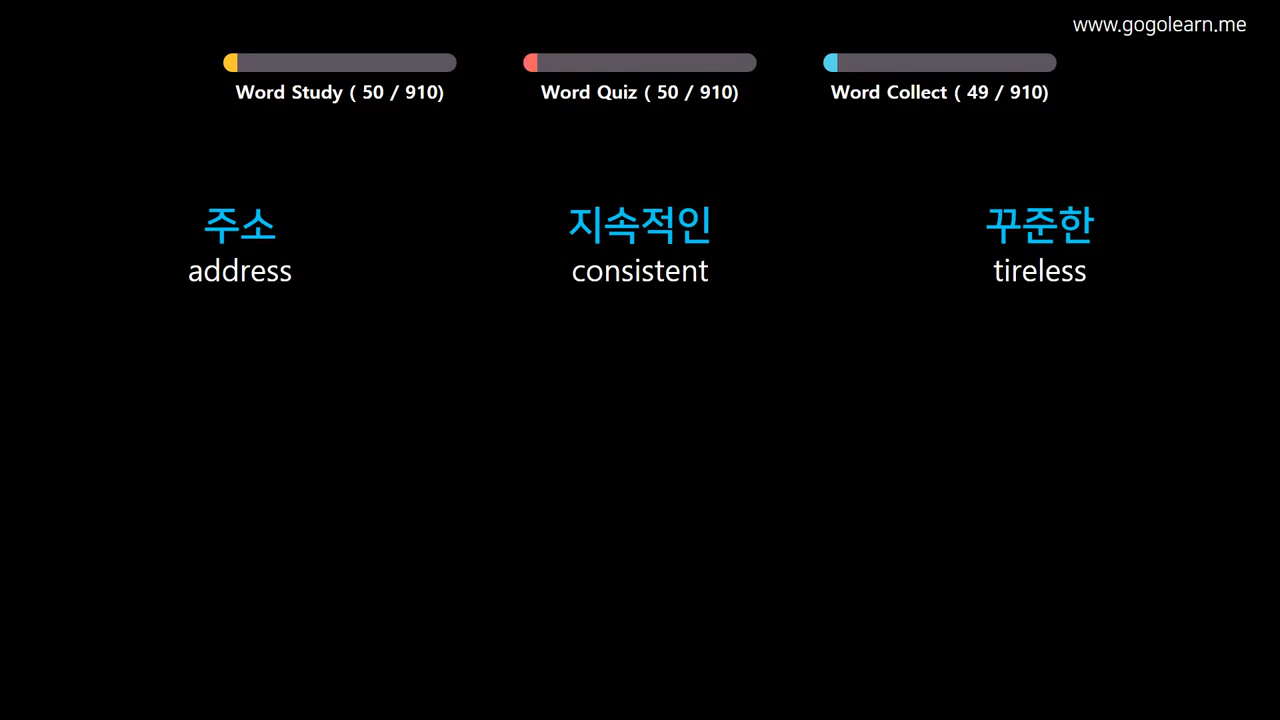 www.gogolearn.me
Word Study ( 50 / 910)
Word Quiz ( 50 / 910)
Word Collect ( 49 / 910)
주소
address
지속적인
consistent
꾸준한
tireless